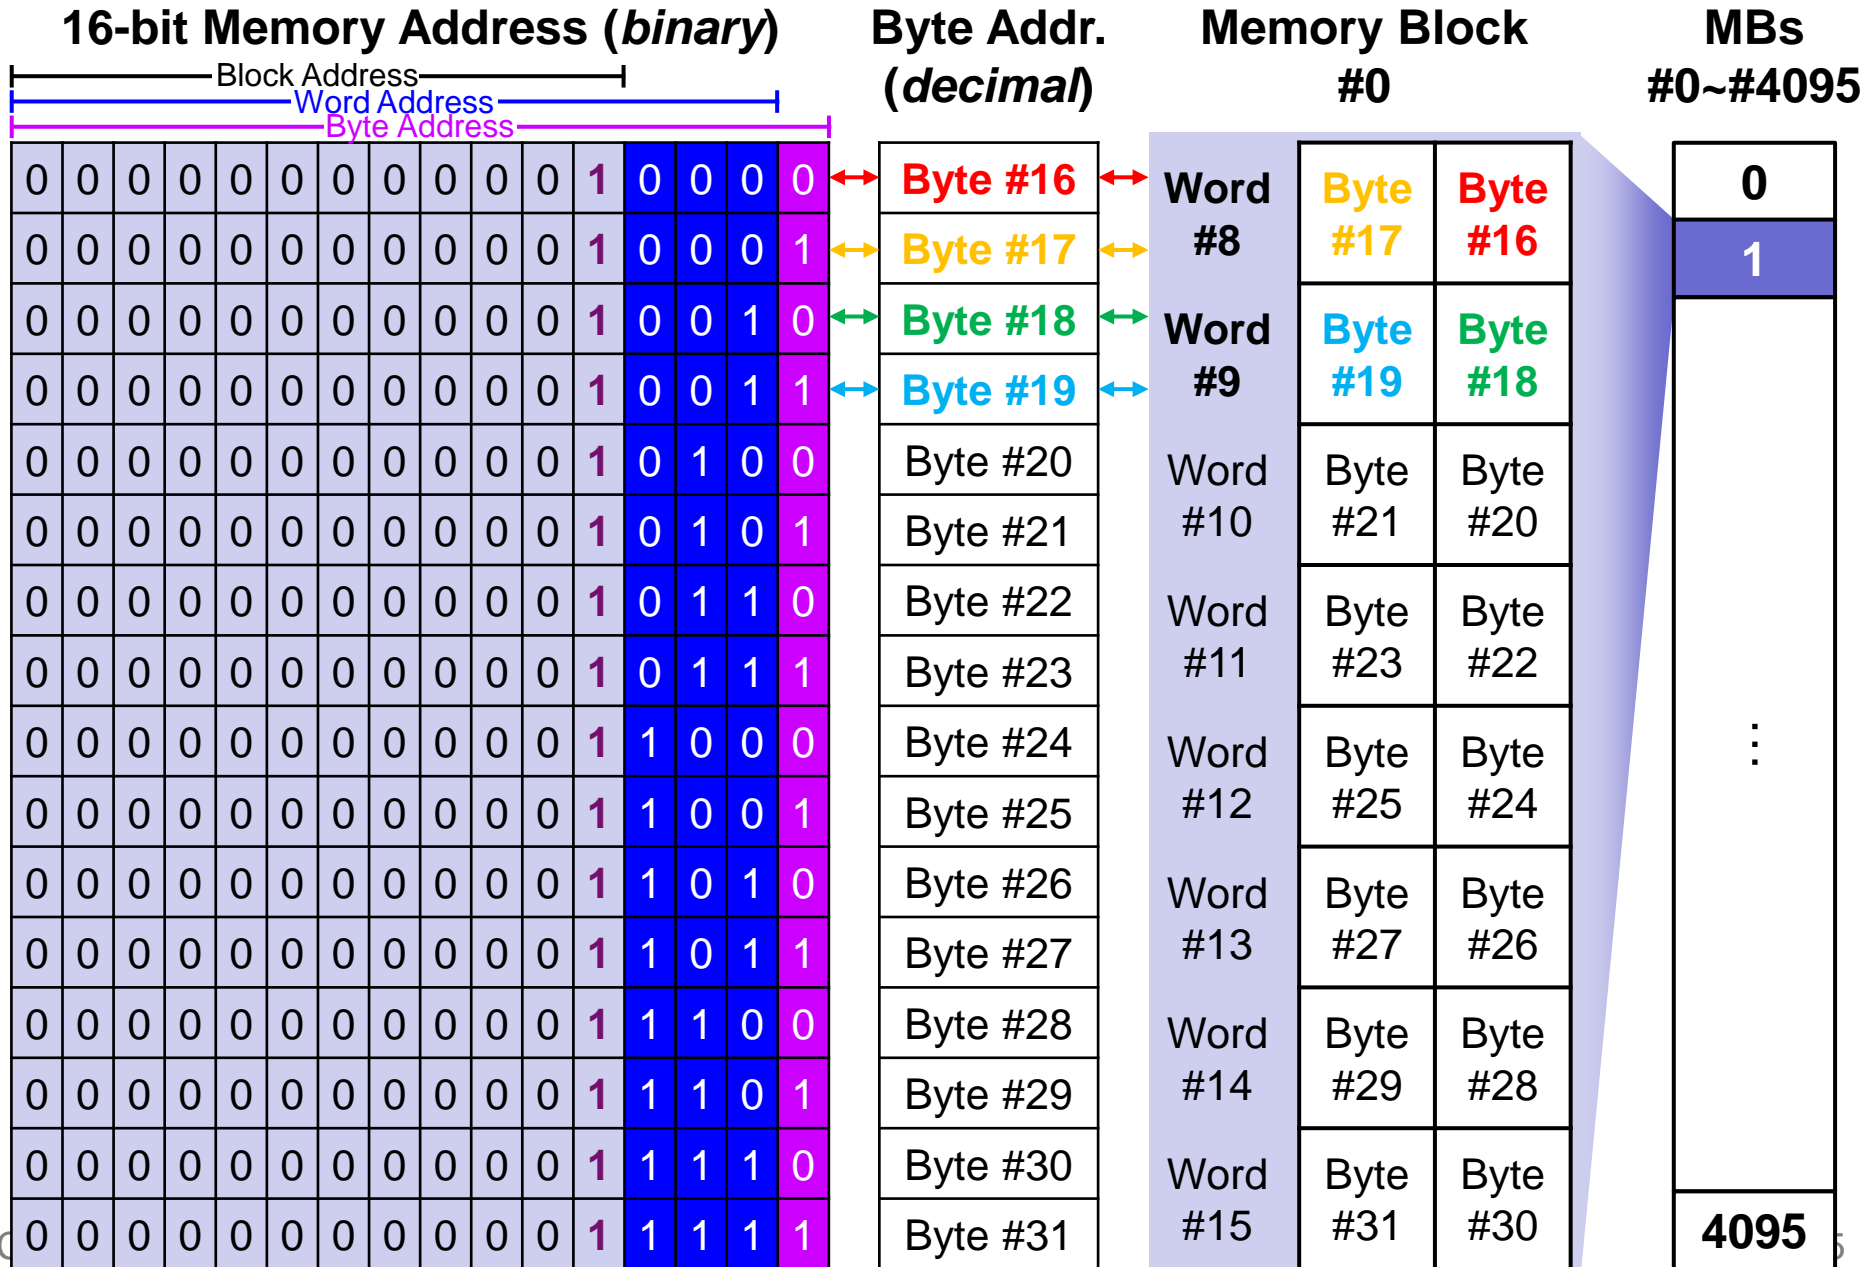 16-bit Memory Address (binary)
Block Address
Word Address
Byte Address
0 0 0 0 0 0 0 0 0 0 0 1 0 0 0 0
0 0 0 0 0 0 0 0 0 0 0 1 0 0 0 1
0 0 0 0 0 0 0 0 0 0 0 1 0 0 1 0
0 0 0 0 0 0 0 0 0 0 0 1 0 0 1 1
0 0 0 0 0 0 0 0 0 0 0 1 0 1 0 0
0 0 0 0 0 0 0 0 0 0 0 1 0 1 0 1
0 0 0 0 0 0 0 0 0 0 0 1 0 1 1 0
0 0 0 0 0 0 0 0 0 0 0 1 0 1 1 1
0 0 0 0 0 0 0 0 0 0 0 1 1 0 0 0
0 0 0 0 0 0 0 0 0 0 0 1 1 0 0 1
0 0 0 0 0 0 0 0 0 0 0 1 1 0 1 0
0 0 0 0 0 0 0 0 0 0 0 1 1 0 1 1
0 0 0 0 0 0 0 0 0 0 0 1 1 1 0 0
0 0 0 0 0 0 0 0 0 0 0 1 1 1 0 1
0 0 0 0 0 0 0 0 0 0 0 1 1 1 1 0
0 0 0 0 0 0 0 0 0 0 0 1 1 1 1 1
Byte Addr.
(decimal)
Byte #16
Byte #17
Byte #18
Byte #19
Byte #20
Byte #21
Byte #22
Byte #23
Byte #24
Byte #25
Byte #26
Byte #27
Byte #28
Byte #29
Byte #30
Byte #31
Memory Block
#0
Word Byte Byte
#8 #17 #16
Word Byte Byte
#9 #19 #18
Word Byte Byte
#10 #21 #20
Word Byte Byte
#11 #23 #22
Word Byte Byte
#12 #25 #24
Word Byte Byte
#13 #27 #26
Word Byte Byte
#14 #29 #28
Word Byte Byte
#15 #31 #30
MBs
#0~#4095
0
1
⋮
4095